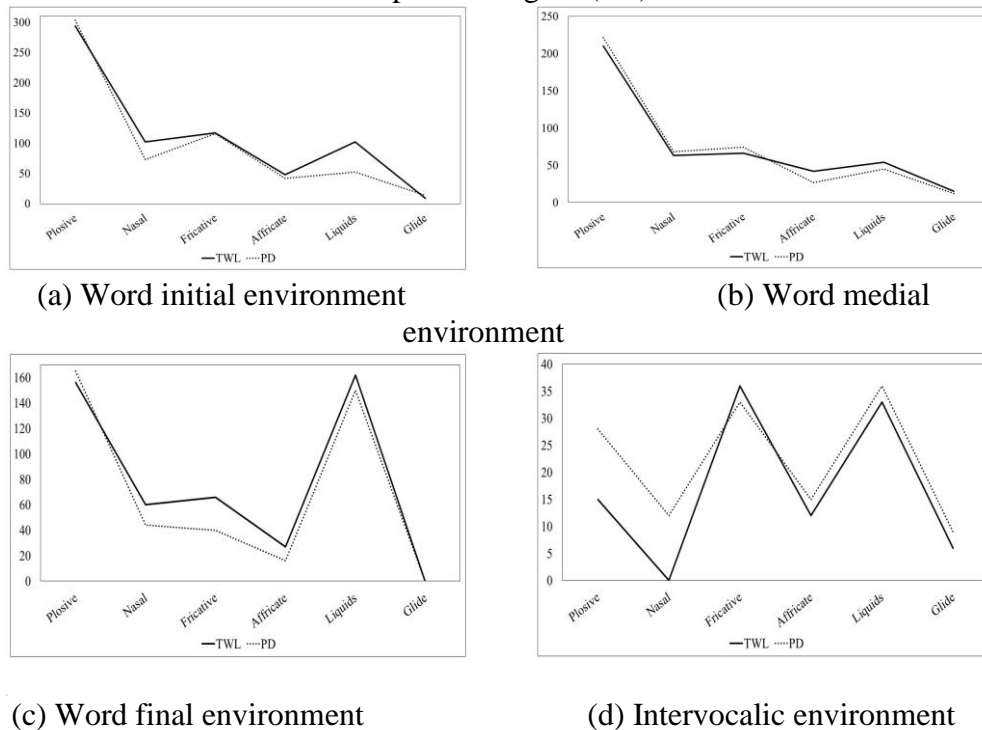 300
250
200
150
100
50
0
Plosive Nasal Fricative Affricate Liquids Glide
TWL PD
250
200
150
100
50
0
Plosive Nasal Fricative Affricate Liquids Glide
TWL PD
(a) Word initial environment (b) Word medial
environment
160
140
120
100
80
60
40
20
0
Plosive Nasal Fricative Affricate Liquids Glide
TWL PD
40
35
30
25
20
15
10
5
0
Plosive Nasal Fricative Affricate Liquids Glide
TWL PD
(c) Word final environment (d) Intervocalic environment